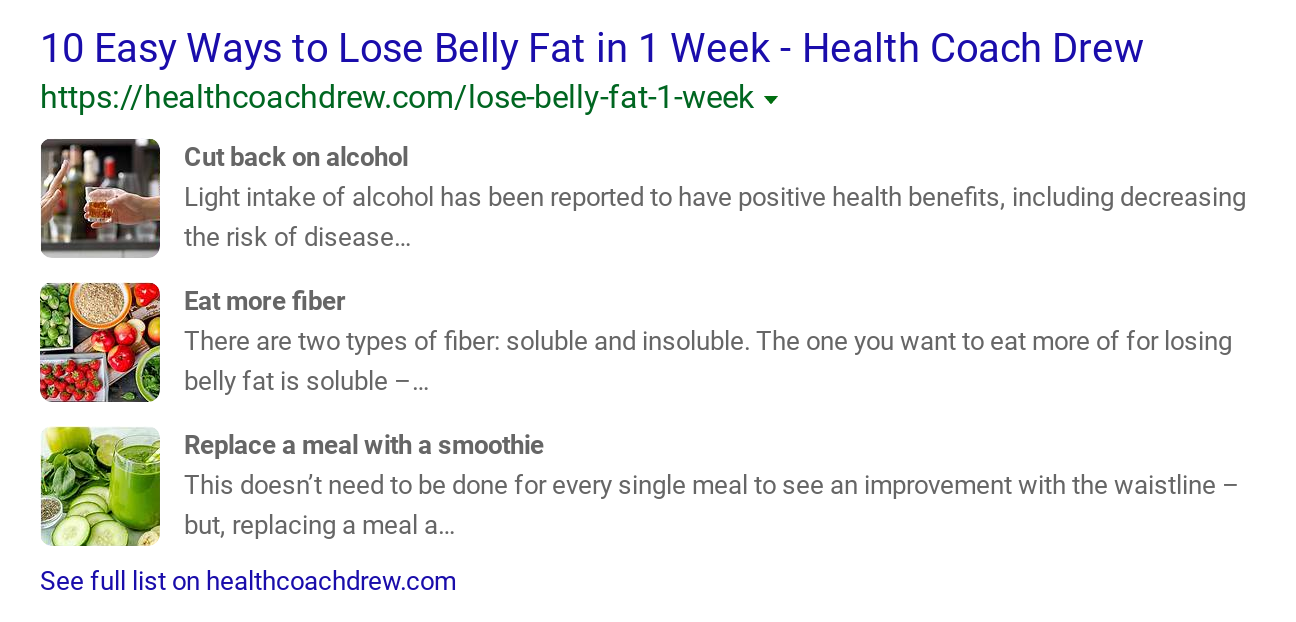 10 Easy Ways to Lose Belly Fat in 1 Week - Health Coach Drew
https://healthcoachdrew.com/lose-belly-fat-1-week
Cut back on alcohol
Light intake of alcohol has been reported to have positive health benefits, including decreasing
the risk of disease…
Eat more fiber
There are two types of fiber: soluble and insoluble. The one you want to eat more of for losing
belly fat is soluble –…
Replace a meal with a smoothie
This doesn’t need to be done for every single meal to see an improvement with the waistline –
but, replacing a meal a…
See full list on healthcoachdrew.com